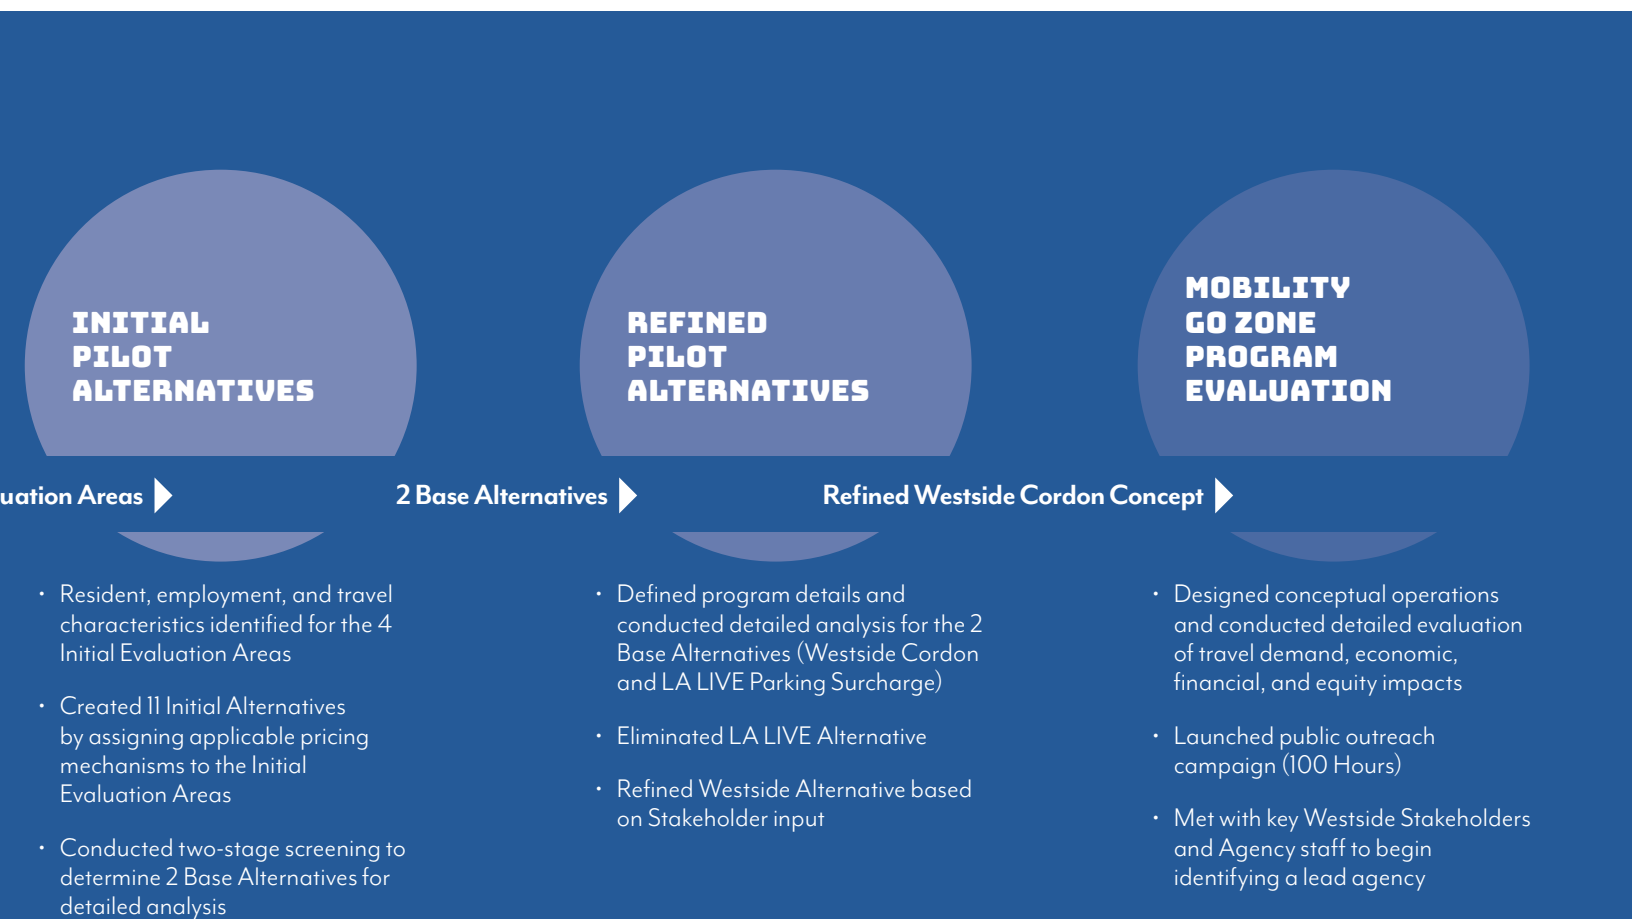 INITIAL
PILOT
ALTERNATIVES
REFINED
PILOT
ALTERNATIVES
MOBILITY
GO ZONE
PROGRAM
EVALUATION
Areas
2 Base Alternatives
Refined Westside Cordon Concept
• Resident, employment, and travel
characteristics identified for the 4
Initial Evaluation Areas
• Created 11 Initial Alternatives
by assigning applicable pricing
mechanisms to the Initial
Evaluation Areas
• Conducted two-stage screening to
determine 2 Base Alternatives for
detailed analysis
• Defined program details and
conducted detailed analysis for the 2
Base Alternatives (Westside Cordon
and LA LIVE Parking Surcharge)
• Eliminated LA LIVE Alternative
• Refined Westside Alternative based
on Stakeholder input
• Designed conceptual operations
and conducted detailed evaluation
of travel demand, economic,
financial, and equity impacts
• Launched public outreach
campaign (100 Hours)
• Met with key Westside Stakeholders
and Agency staff to begin
identifying a lead agency